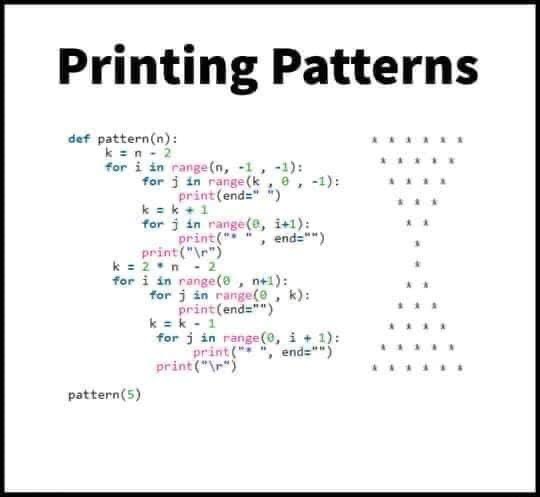 Printing Patterns
def pattern(n):
    k = n - 2
    for i in range(n, -1 , -1):
        for j in range(k , 0 , -1):
            print(end=" ")
        k = k + 1
        for j in range(0, i+1):
            print("* " , end="")
        print("\r")
    k = 2 * n  - 2
    for i in range(0 , n+1):
        for j in range(0 , k):
            print(end="")
        k = k - 1
        for j in range(0, i + 1):
            print("* ", end="")
        print("\r")
pattern(5)
* * * * * *
* * * * *
* * * *
* * *
* *
*
*
* *
* * *
* * * *
* * * * *
* * * * * *